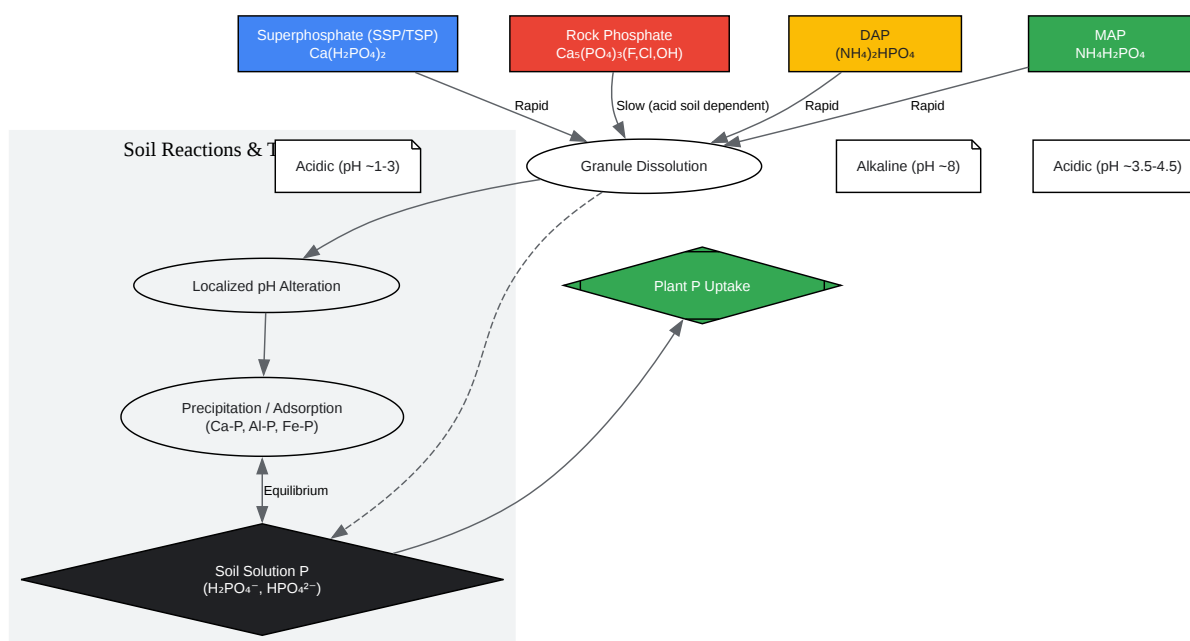 Superphosphate (SSP/TSP)
Ca(H₂PO₄)₂
Rock Phosphate
Ca₅(PO₄)₃(F,Cl,OH)
DAP
(NH₄)₂HPO₄
MAP
NH₄H₂PO₄
Rapid
Slow (acid soil dependent)
Rapid
Rapid
Soil Reactions &
Acidic (pH ~1-3)
Granule Dissolution
Alkaline (pH ~8)
Acidic (pH ~3.5-4.5)
Localized pH Alteration
Plant P Uptake
Precipitation / Adsorption
(Ca-P, Al-P, Fe-P)
Equilibrium
Soil Solution P
(H₂PO₄⁻, HPO₄²⁻)